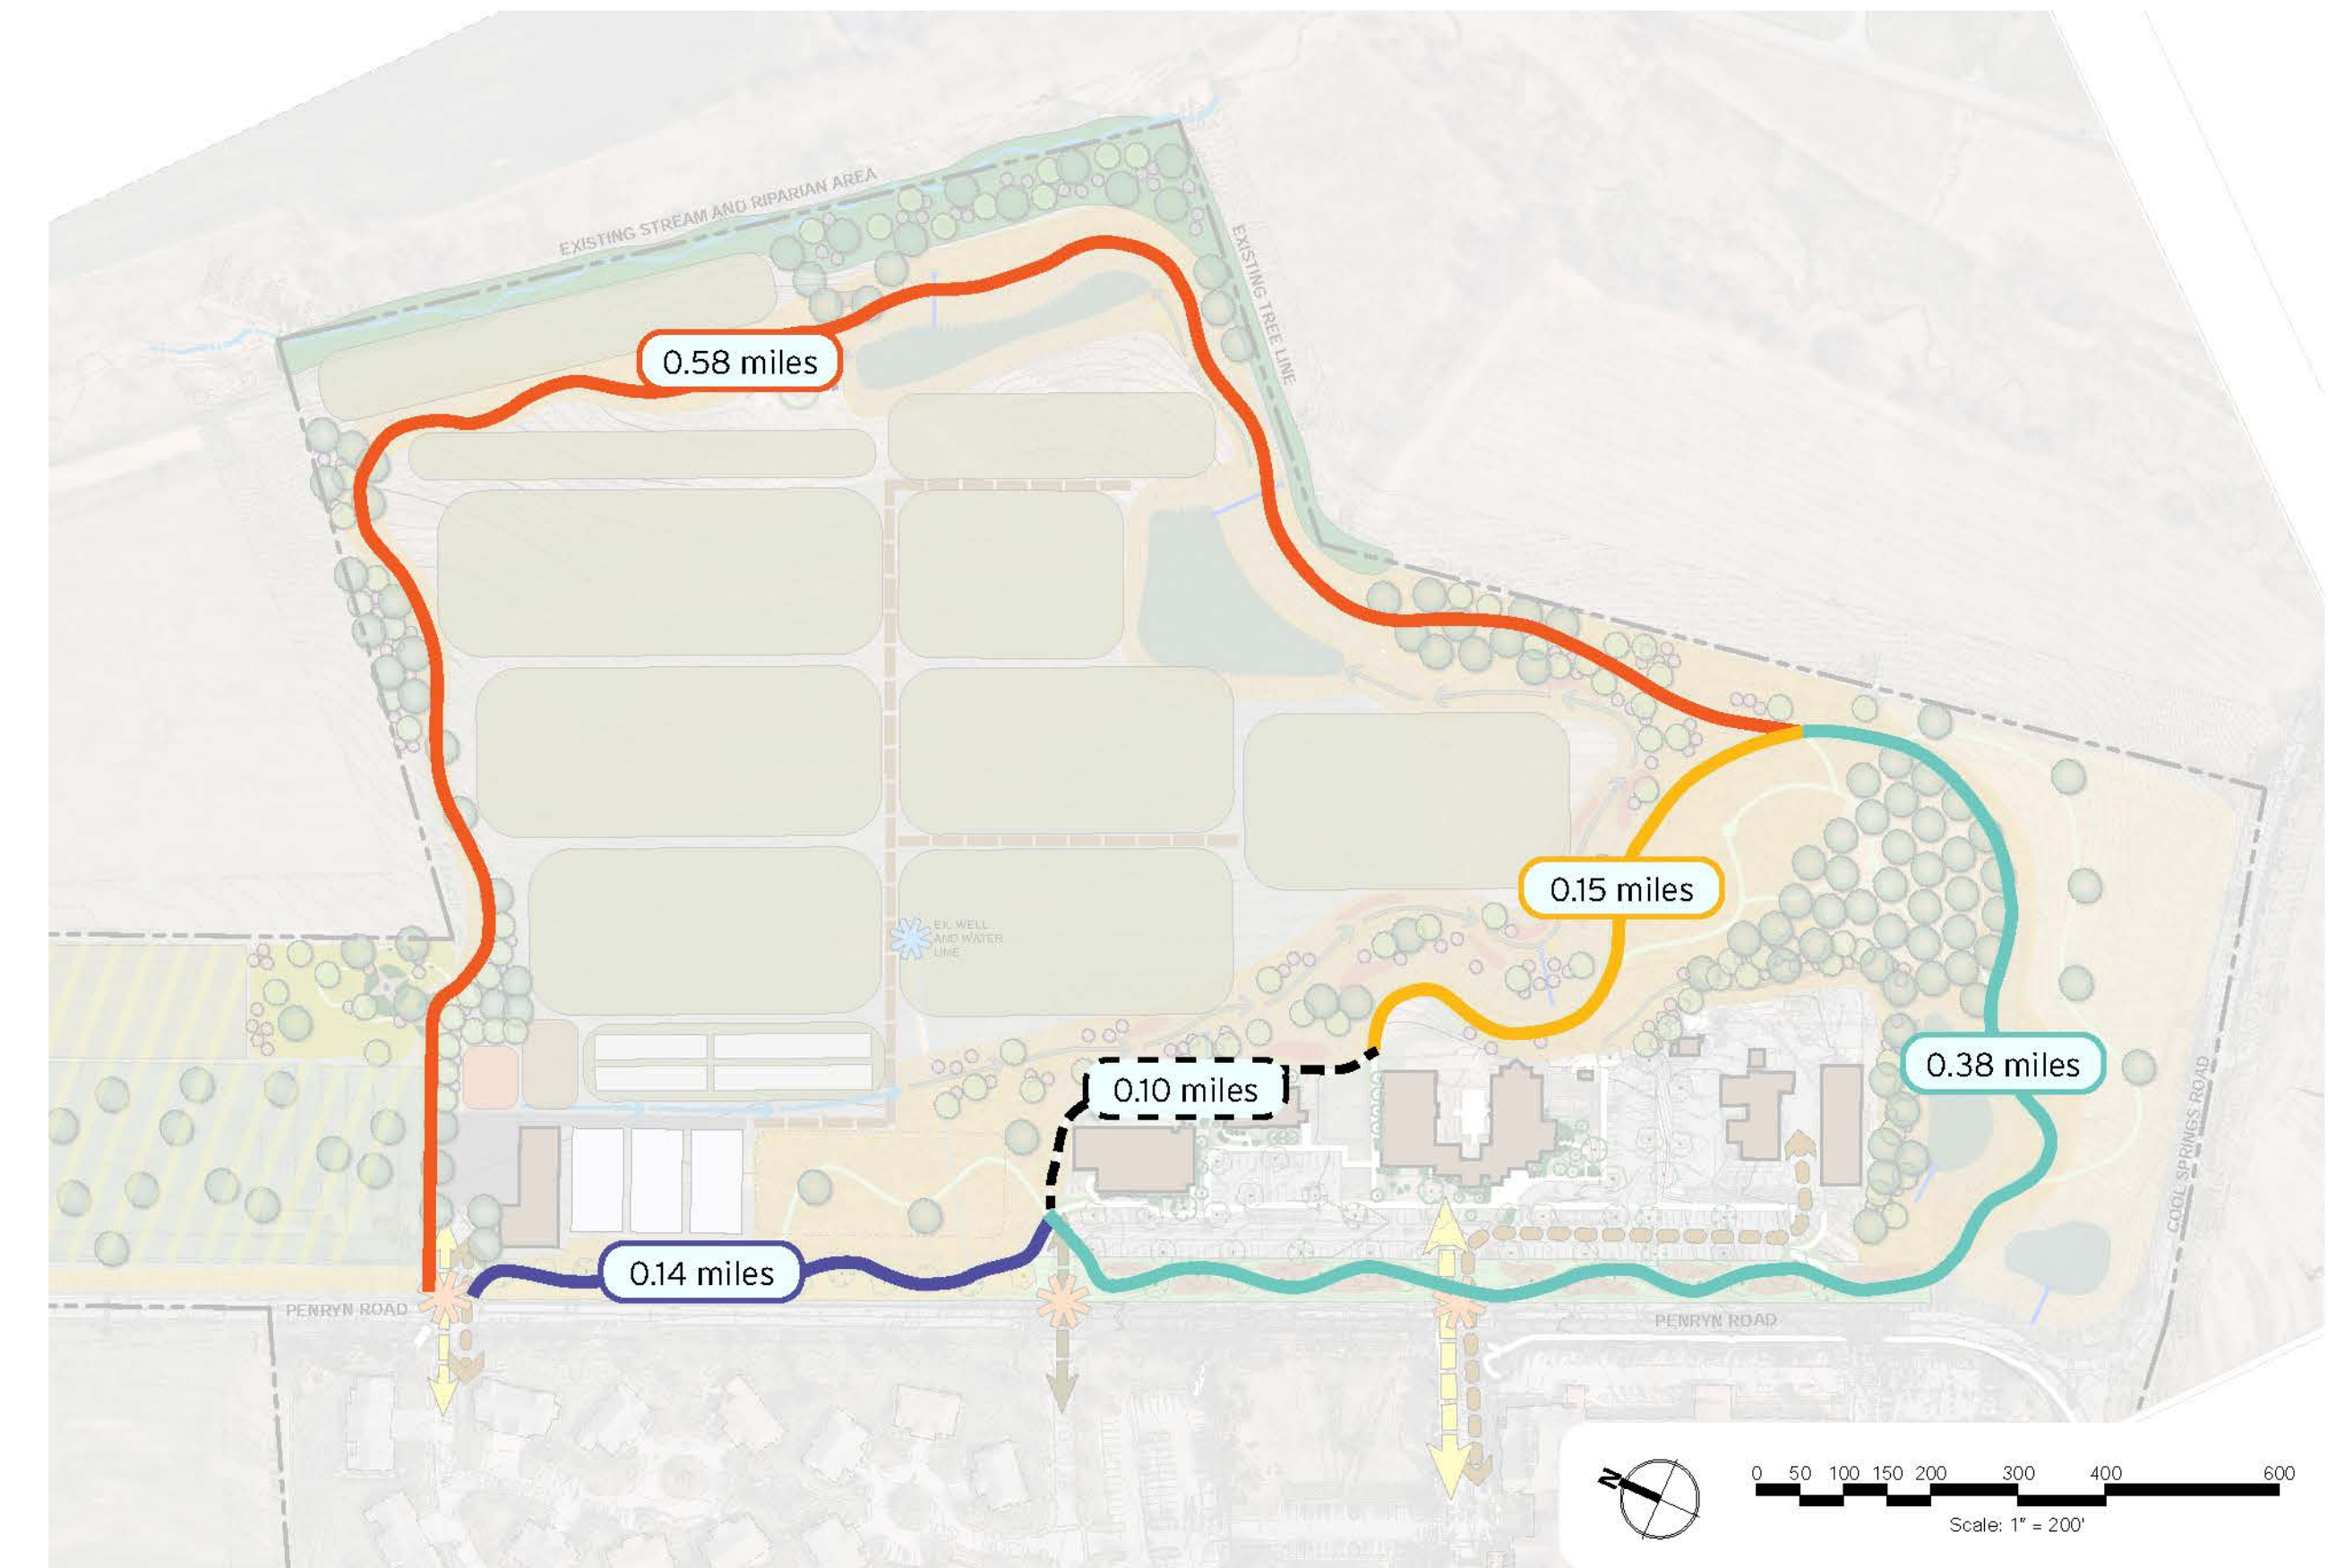 EXISTING STREAM AND RIPARIAN AREA
EXISTING TREE LINE
0.58 miles
0.15 miles
EX. WELL
AND WATER
LINE
0.38 miles
0.10 miles
0.14 miles
PENRYN ROAD
PENRYN ROAD
COOL SPRINGS ROAD
N
0 50 100 150 200 300 400 600
Scale: 1" = 200'